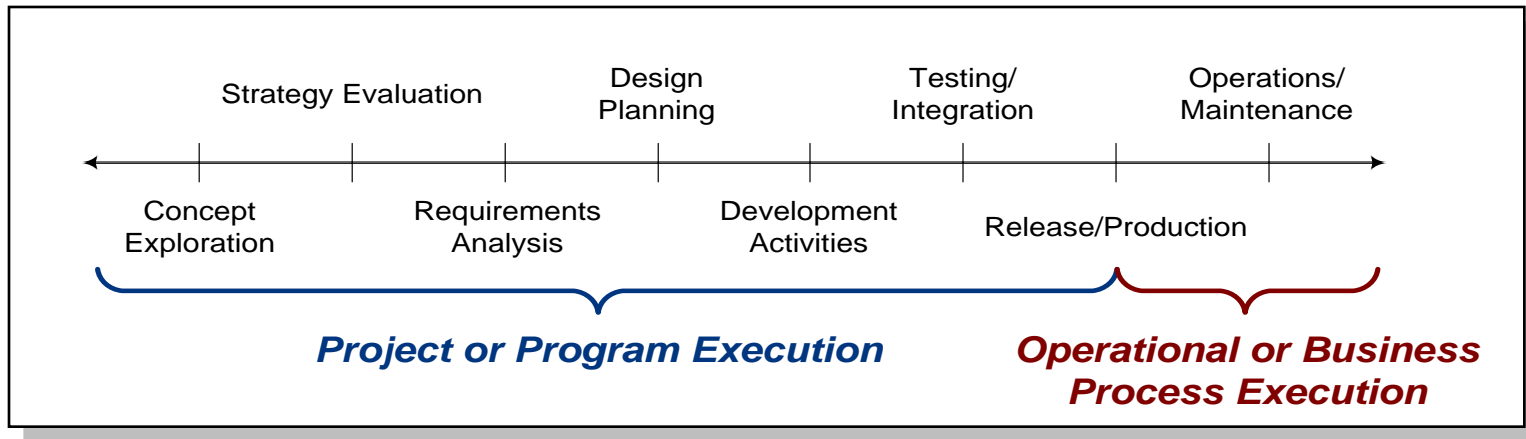 Strategy Evaluation
Design
Planning
Testing/
Integration
Operations/
Maintenance
Concept
Exploration
Requirements
Analysis
Development
Activities
Release/Production
Project or Program Execution
Operational or Business
Process Execution